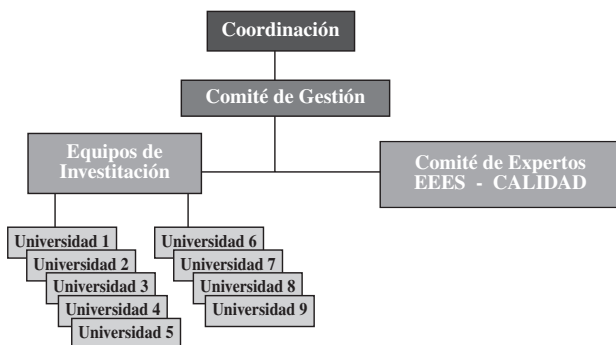 Coordinación
Comité de Gestión
Equipos de
Investitación
Comité de Expertos
EEES - CALIDAD
Universidad 1
Universidad 2
Universidad 3
Universidad 4
Universidad 5
Universidad 6
Universidad 7
Universidad 8
Universidad 9